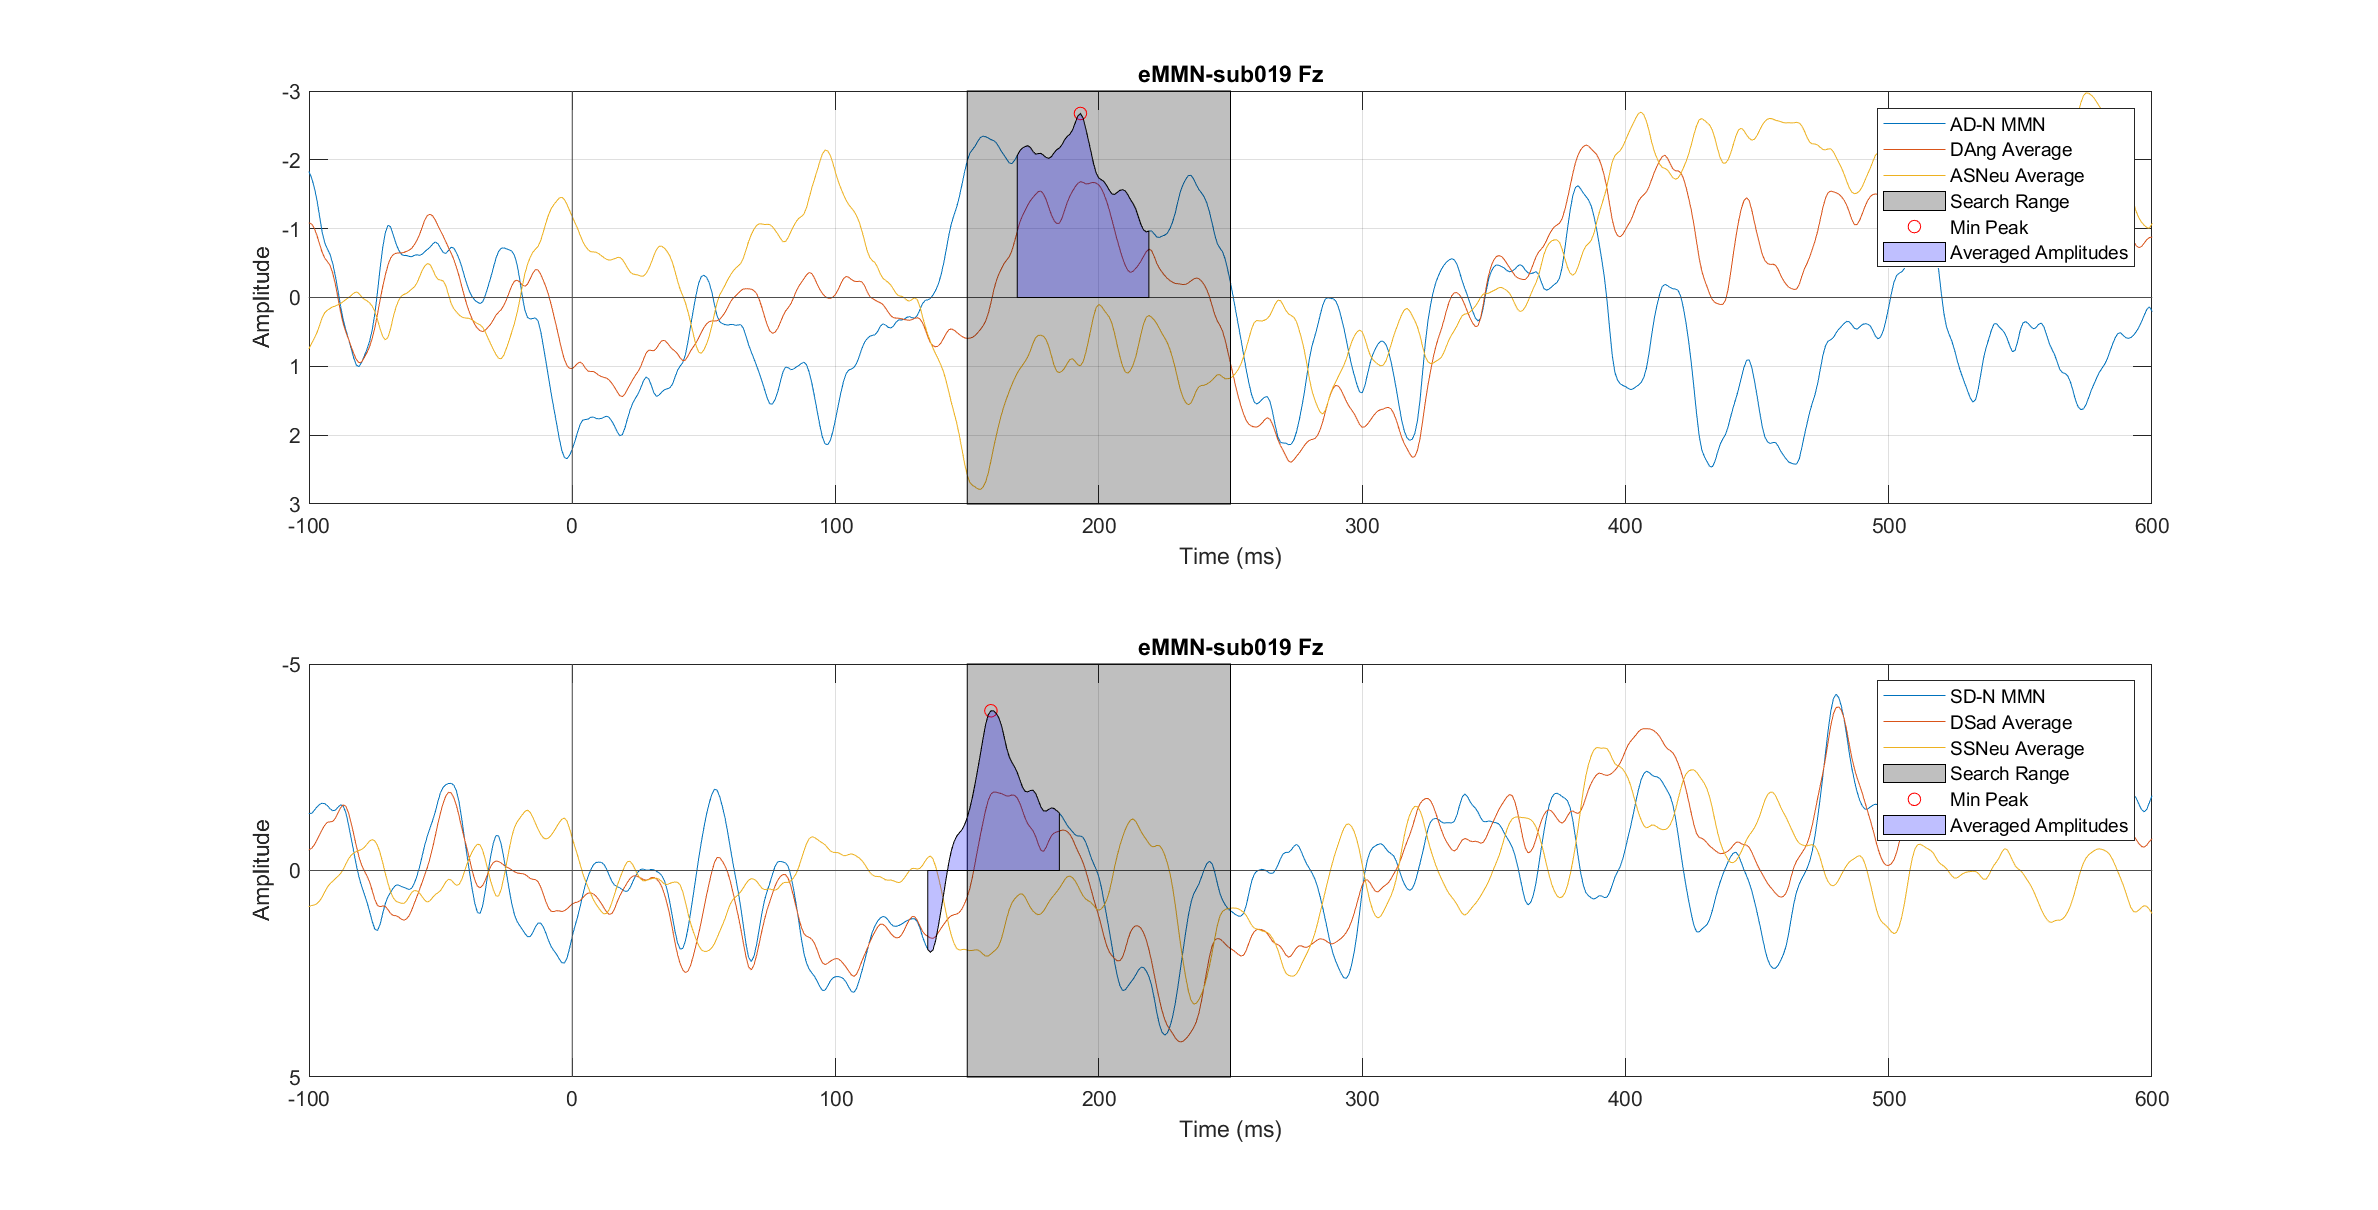 eMMN-sub019 Fz
-3
-2
-1
0
1
2
3
Amplitude
-100 0 100 200 300 400 500 600
Time (ms)
AD-N MMN
DAng Average
ASNeu Average
Search Range
Min Peak
Averaged Amplitudes
eMMN-sub019 Fz
-5
0
5
Amplitude
-100 0 100 200 300 400 500 600
Time (ms)
SD-N MMN
DSad Average
SSNeu Average
Search Range
Min Peak
Averaged Amplitudes